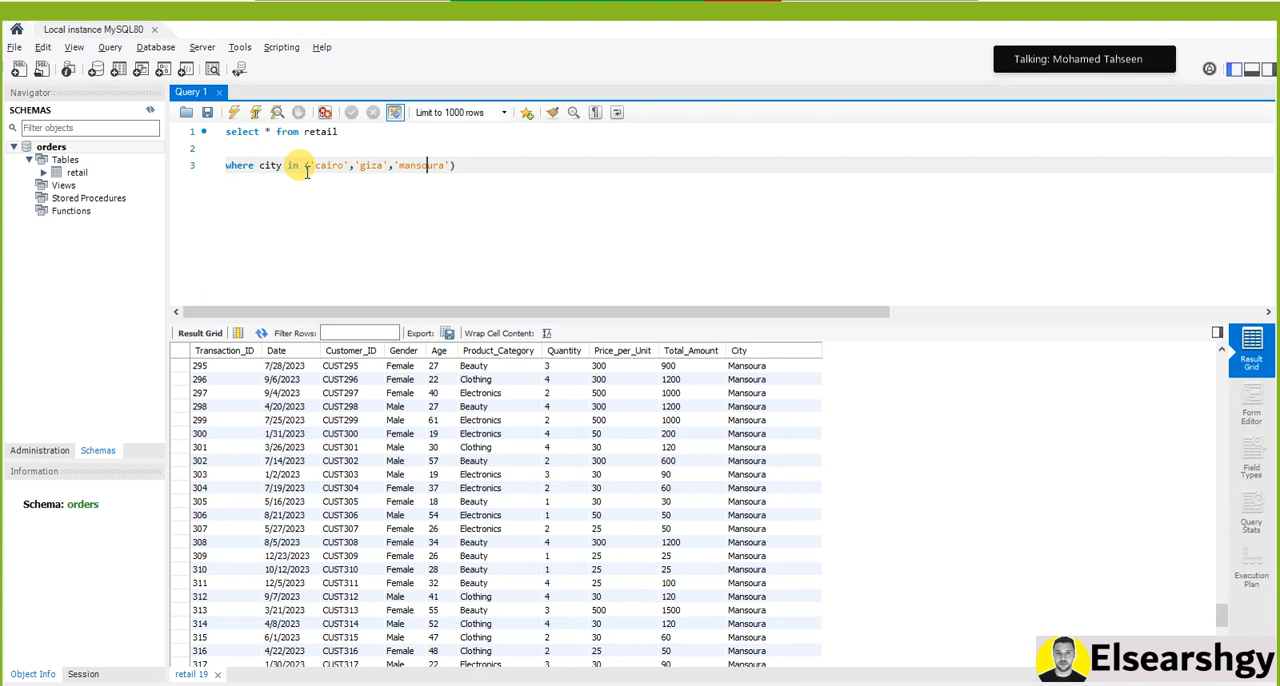 Local instance MySQL80
File Edit View Query Database Server Tools Scripting Help
Talking: Mohamed Tahseen
Navigator
Query 1
SCHEMAS
Filter objects
Limit to 1000 rows
orders
Tables
retail
Views
Stored Procedures
Functions
1 select * from retail
2
3 where city in ('cairo','giza','mansoura')
Result Grid Filter Rows: Export: Wrap Cell Content:
Transaction_ID Date Customer_ID Gender Age Product_Category Quantity Price_per_Unit Total_Amount City
295 7/28/2023 CUST295 Female 27 Beauty 3 300 900 Mansoura
296 9/6/2023 CUST296 Female 22 Clothing 4 300 1200 Mansoura
297 9/4/2023 CUST297 Female 40 Electronics 2 500 1000 Mansoura
298 4/20/2023 CUST298 Male 27 Beauty 4 300 1200 Mansoura
299 7/25/2023 CUST299 Male 61 Electronics 2 500 1000 Mansoura
300 1/31/2023 CUST300 Female 19 Electronics 4 50 200 Mansoura
301 3/26/2023 CUST301 Male 30 Clothing 4 30 120 Mansoura
302 7/14/2023 CUST302 Male 57 Beauty 2 300 600 Mansoura
303 1/2/2023 CUST303 Male 19 Electronics 3 30 90 Mansoura
304 7/19/2023 CUST304 Female 37 Electronics 2 30 60 Mansoura
305 5/16/2023 CUST305 Female 18 Beauty 1 30 30 Mansoura
306 8/21/2023 CUST306 Male 54 Electronics 1 50 50 Mansoura
307 5/27/2023 CUST307 Female 26 Electronics 2 25 50 Mansoura
308 8/5/2023 CUST308 Female 34 Beauty 4 300 1200 Mansoura
309 12/23/2023 CUST309 Female 26 Beauty 1 25 25 Mansoura
310 10/12/2023 CUST310 Female 28 Beauty 1 25 25 Mansoura
311 12/5/2023 CUST311 Female 32 Beauty 4 25 100 Mansoura
312 9/7/2023 CUST312 Male 41 Clothing 4 30 120 Mansoura
313 3/21/2023 CUST313 Female 55 Beauty 3 500 1500 Mansoura
314 4/8/2023 CUST314 Male 52 Clothing 4 30 120 Mansoura
315 6/1/2023 CUST315 Male 47 Clothing 2 30 60 Mansoura
316 4/22/2023 CUST316 Female 48 Clothing 2 25 50 Mansoura
317 1/30/2023 CUST317 Male 22 Electronics 3 30 90 Mansoura
Result Grid
Form Editor
Field Types
Query Stats
Execution Plan
Administration Schemas
Information
Schema: orders
Object Info Session
retail 19
Elsearshgy